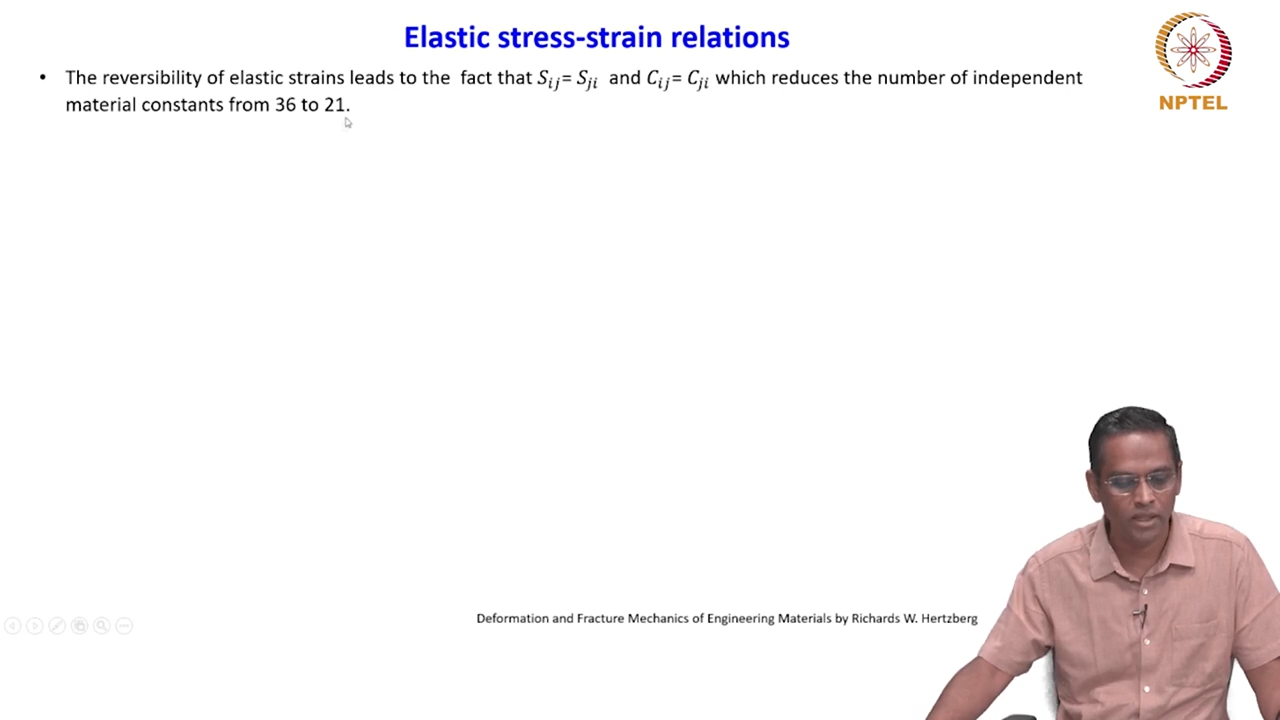 Elastic stress-strain relations
• The reversibility of elastic strains leads to the fact that Sᵢⱼ= Sⱼᵢ and Cᵢⱼ= Cⱼᵢ which reduces the number of independent
material constants from 36 to 21.
NPTEL
Deformation and Fracture Mechanics of Engineering Materials by Richards W. Hertzberg